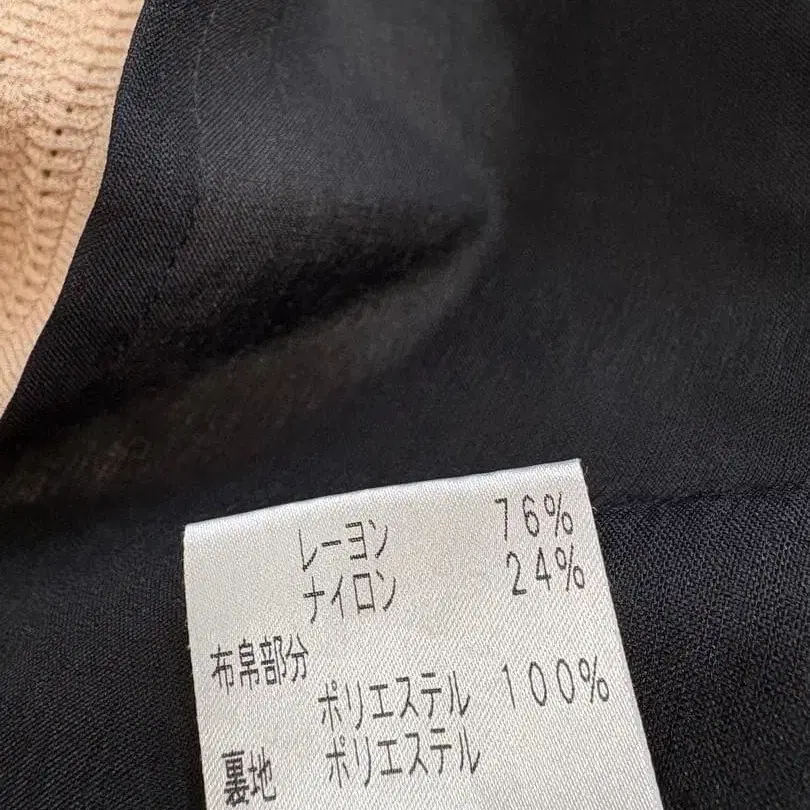 レーヨン 76%
ナイロン 24%
布帛部分
ポリエステル 100%
裏地 ポリエステル